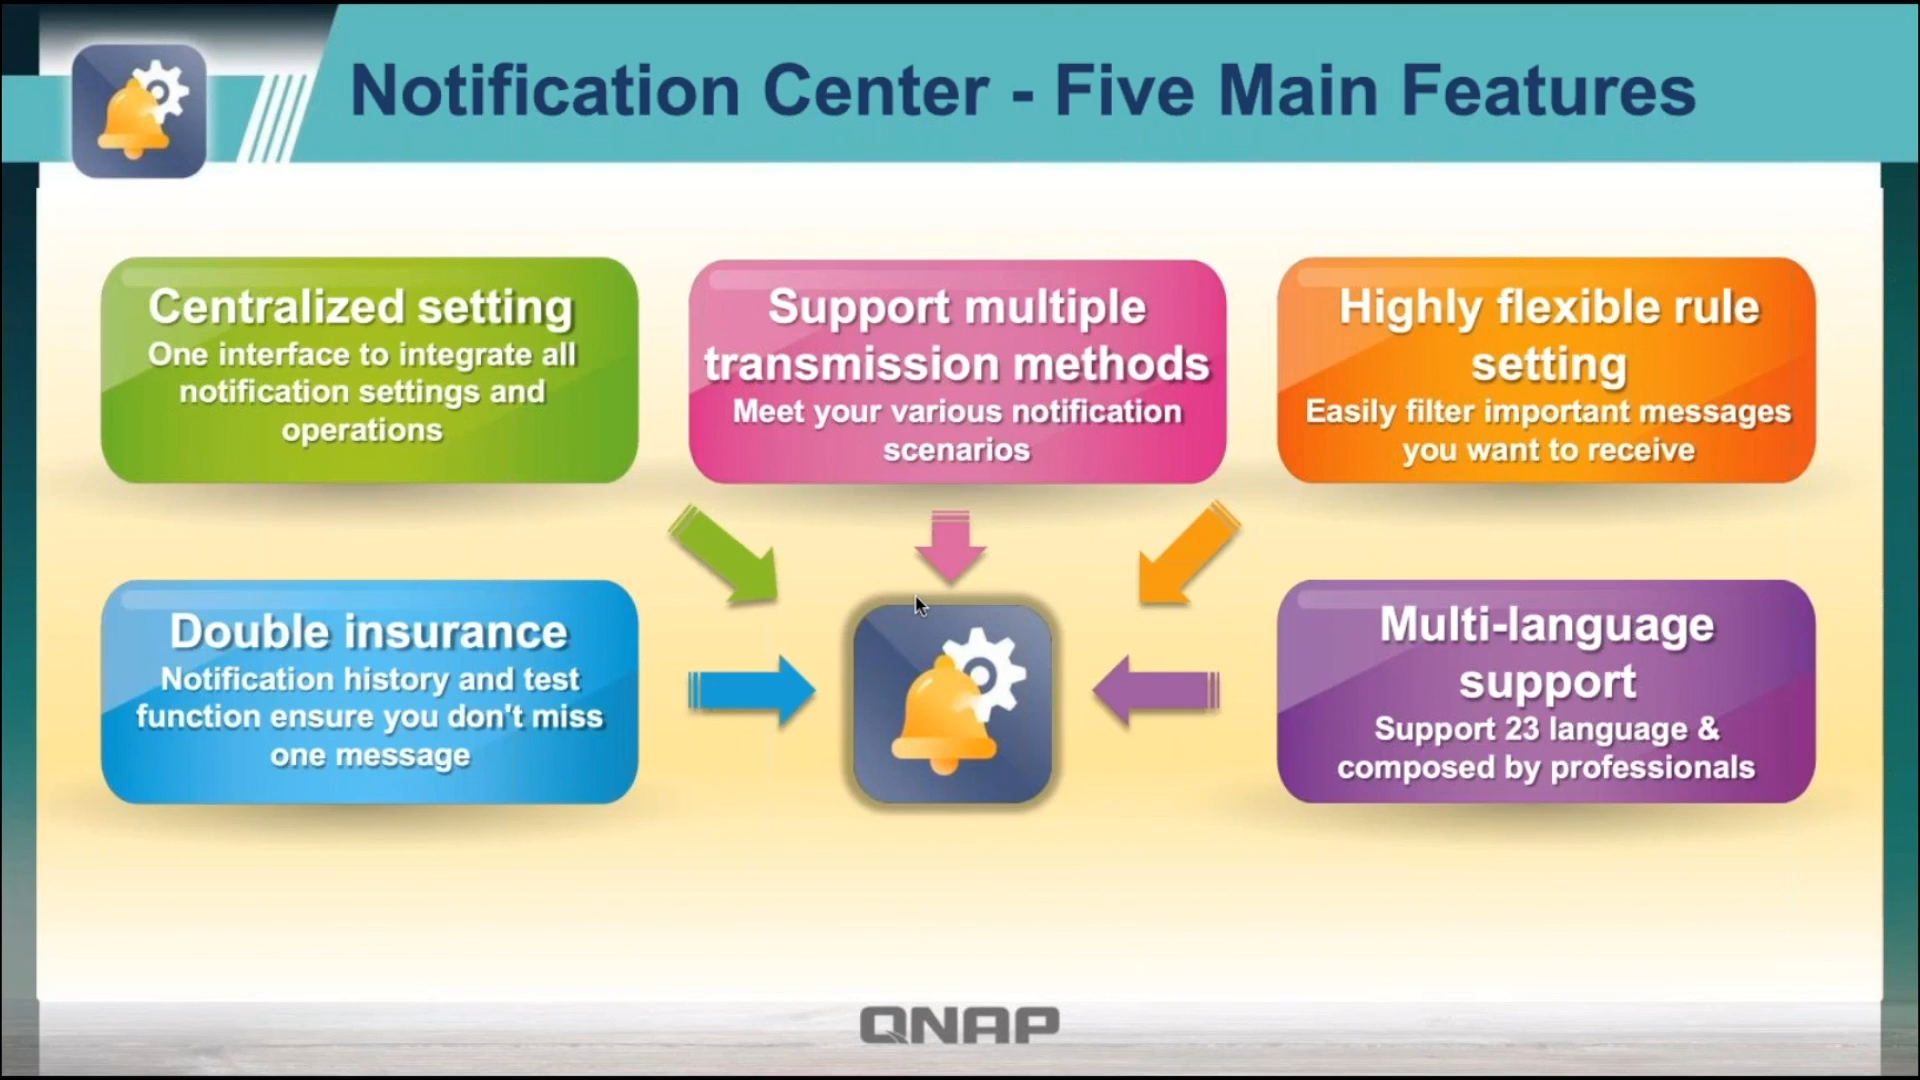 Notification Center - Five Main Features
Centralized setting
One interface to integrate all
notification settings and
operations
Support multiple
transmission methods
Meet your various notification
scenarios
Highly flexible rule
setting
Easily filter important messages
you want to receive
Double insurance
Notification history and test
function ensure you don't miss
one message
Multi-language
support
Support 23 language &
composed by professionals
QNAP